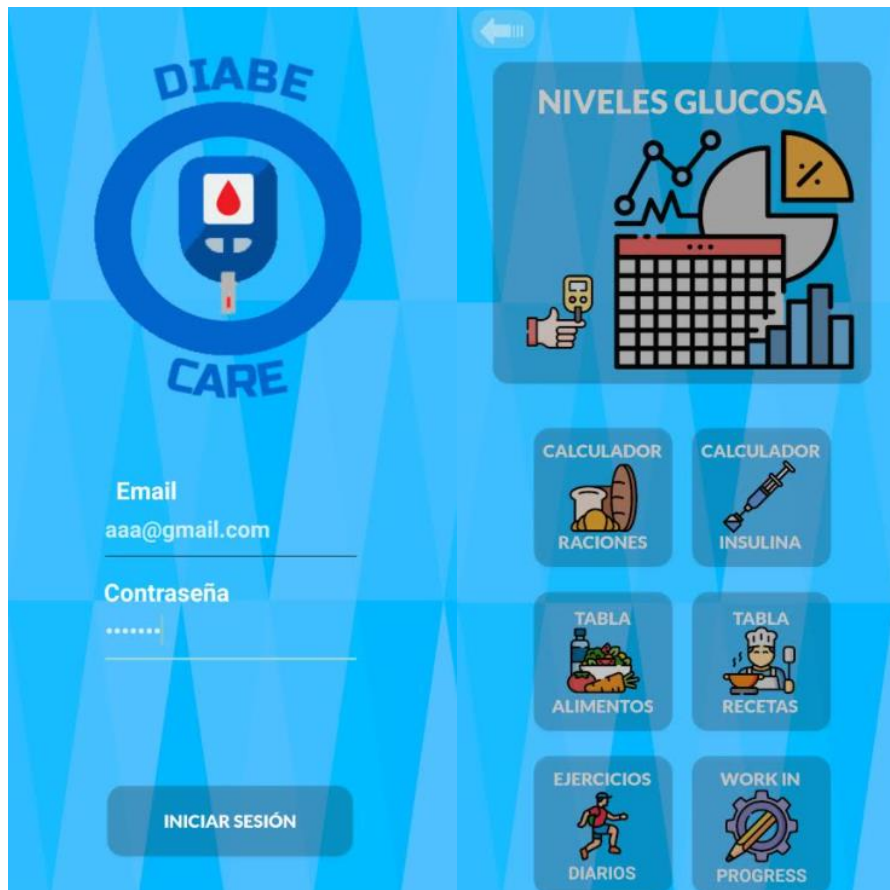 DIABE
CARE
Email
aaa@gmail.com
Contraseña
•••••••
INICIAR SESIÓN
NIVELES GLUCOSA
%
CALCULADOR
RACIONES
CALCULADOR
INSULINA
TABLA
ALIMENTOS
TABLA
RECETAS
EJERCICIOS
DIARIOS
WORK IN
PROGRESS